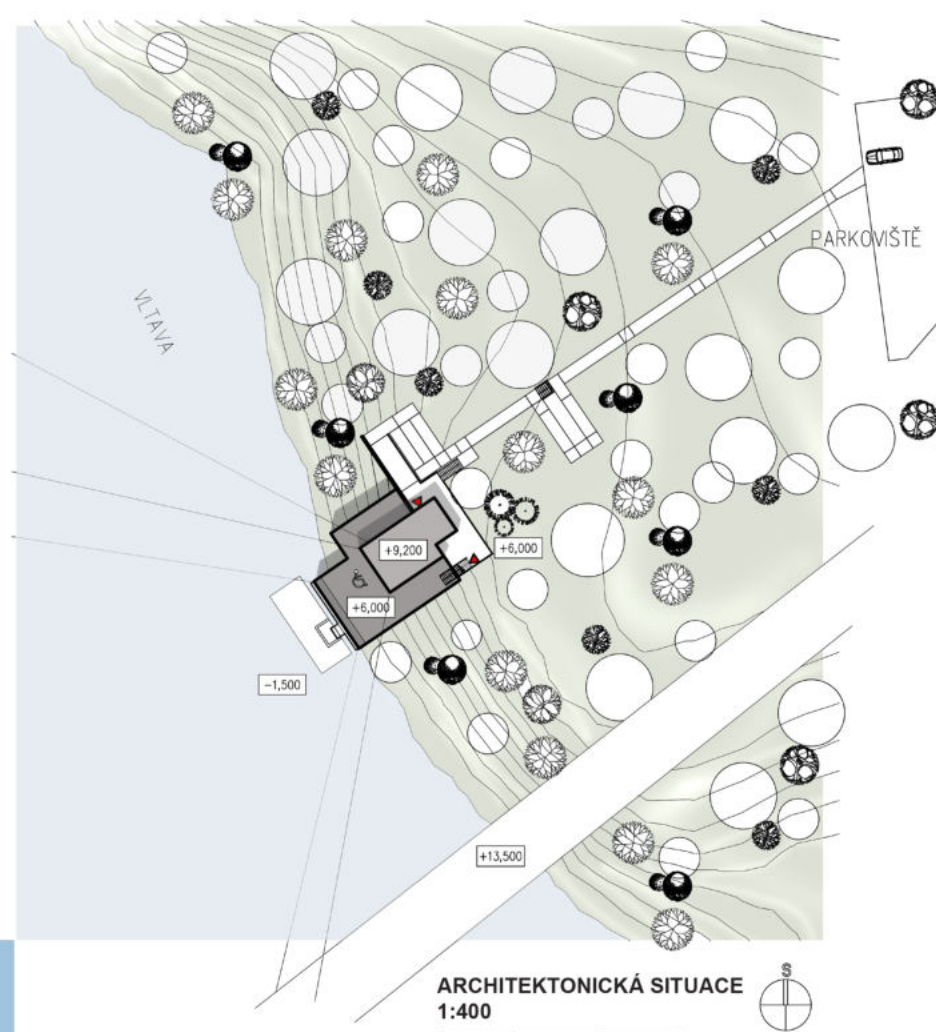 PARKOVIŠTĚ
VLTAVA
+9,200
+6,000
+6,000
-1,500
+13,500
ARCHITEKTONICKÁ SITUACE
1:400
S